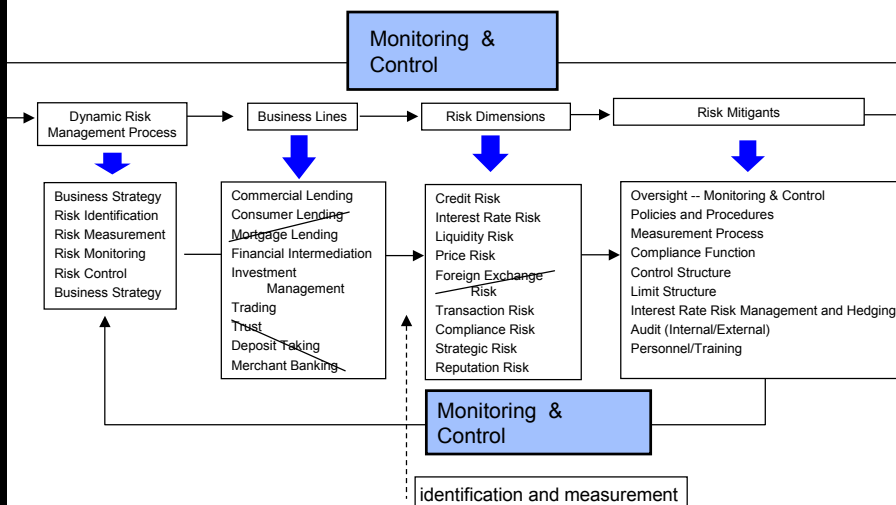 Monitoring &
Control
Dynamic Risk
Management Process
Business Lines
Risk Dimensions
Risk Mitigants
Business Strategy
Risk Identification
Risk Measurement
Risk Monitoring
Risk Control
Business Strategy
Commercial Lending
Consumer Lending
Mortgage Lending
Financial Intermediation
Investment
Management
Trading
Trust
Deposit Taking
Merchant Banking
Credit Risk
Interest Rate Risk
Liquidity Risk
Price Risk
Foreign Exchange
Risk
Transaction Risk
Compliance Risk
Strategic Risk
Reputation Risk
Oversight -- Monitoring & Control
Policies and Procedures
Measurement Process
Compliance Function
Control Structure
Limit Structure
Interest Rate Risk Management and Hedging
Audit (Internal/External)
Personnel/Training
Monitoring &
Control
identification and measurement